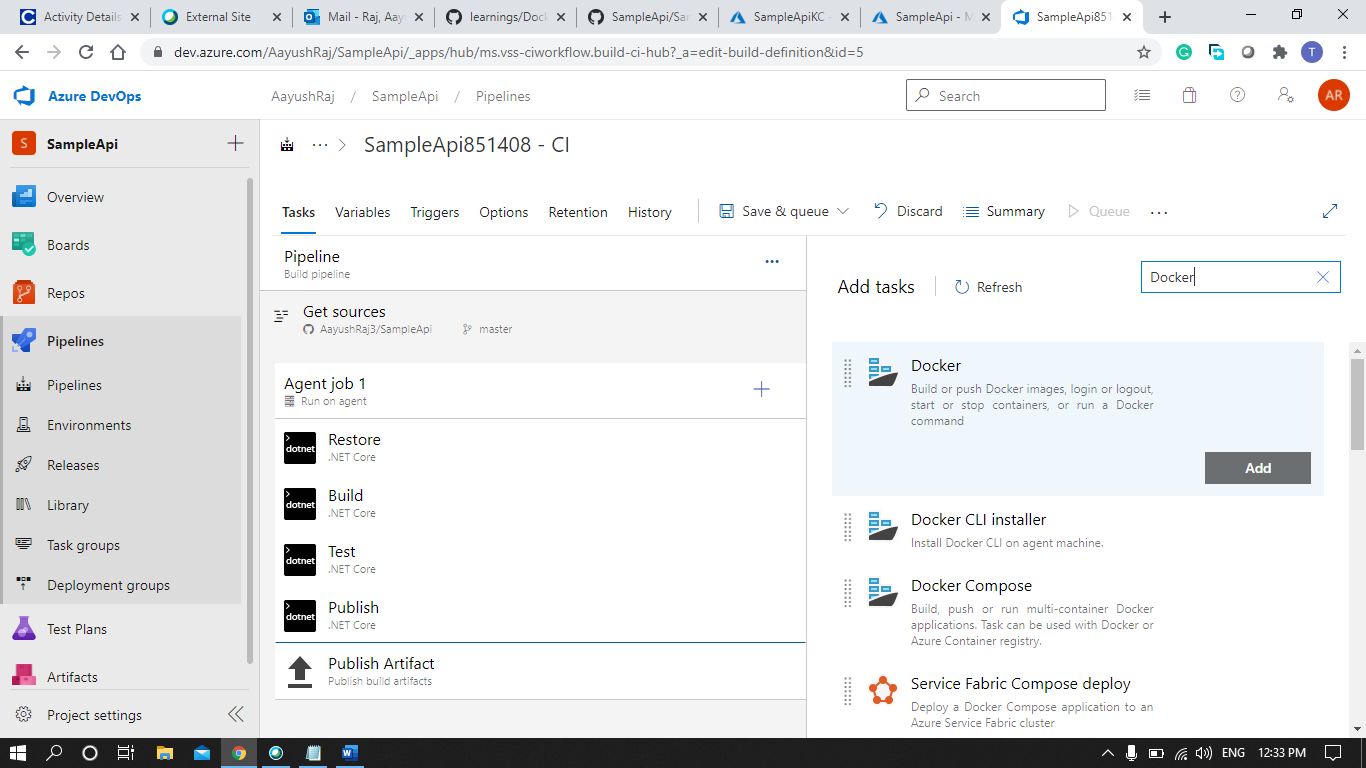 Activity Details
External Site
Mail - Raj, Aay
learnings/Dock
SampleApi/Sam
SampleApiKC -
SampleApi - M
SampleApi851
dev.azure.com/AayushRaj/SampleApi/_apps/hub/ms.vss-ciworkflow.build-ci-hub?_a=edit-build-definition&id=5
T
Azure DevOps
AayushRaj / SampleApi / Pipelines
Search
AR
S SampleApi
Overview
Boards
Repos
Pipelines
Pipelines
Environments
Releases
Library
Task groups
Deployment groups
Test Plans
Artifacts
Project settings
... > SampleApi851408 - CI
Tasks Variables Triggers Options Retention History Save & queue Discard Summary Queue ...
Pipeline
Build pipeline
Get sources
AayushRaj3/SampleApi master
Agent job 1
Run on agent
dotnet
Restore
.NET Core
dotnet
Build
.NET Core
dotnet
Test
.NET Core
dotnet
Publish
.NET Core
Publish Artifact
Publish build artifacts
Add tasks
Refresh
Docker
Docker
Build or push Docker images, login or logout,
start or stop containers, or run a Docker
command
Add
Docker CLI installer
Install Docker CLI on agent machine.
Docker Compose
Build, push or run multi-container Docker
applications. Task can be used with Docker or
Azure Container registry.
Service Fabric Compose deploy
Deploy a Docker Compose application to an
Azure Service Fabric cluster
ENG 12:33 PM